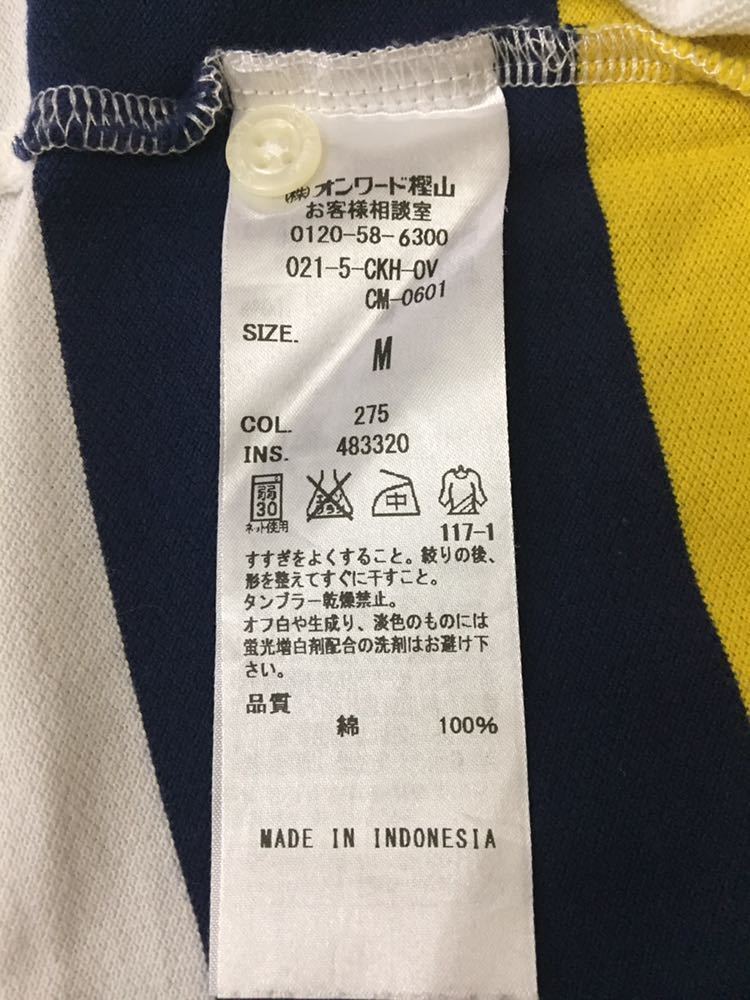 (株)オンワード樫山
お客様相談室
0120-58-6300
021-5-CKH-OV
CM-0601
SIZE. M
COL. 275
INS. 483320
弱 中
30
ネット使用
117-1
すすぎをよくすること。絞りの後、
形を整えてすぐに干すこと。
タンブラー乾燥禁止。
オフ白や生成り、淡色のものには
蛍光増白剤配合の洗剤はお避け下
さい。
品質
綿 100%
MADE IN INDONESIA